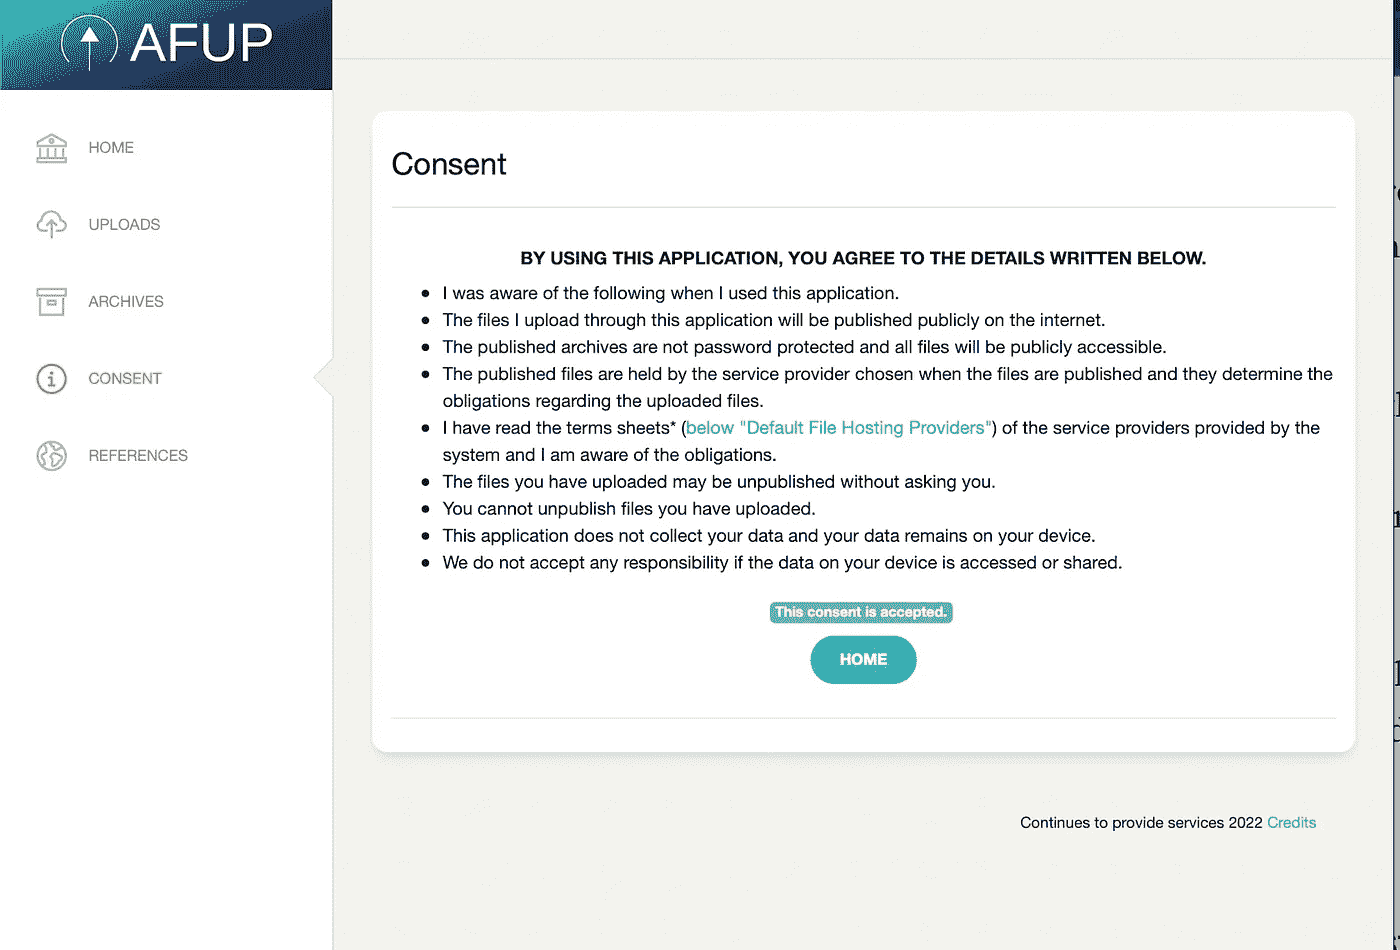 AFUP
HOME
UPLOADS
ARCHIVES
CONSENT
REFERENCES
Consent
BY USING THIS APPLICATION, YOU AGREE TO THE DETAILS WRITTEN BELOW.
• I was aware of the following when I used this application.
• The files I upload through this application will be published publicly on the internet.
• The published archives are not password protected and all files will be publicly accessible.
• The published files are held by the service provider chosen when the files are published and they determine the
obligations regarding the uploaded files.
• I have read the terms sheets* (below "Default File Hosting Providers") of the service providers provided by the
system and I am aware of the obligations.
• The files you have uploaded may be unpublished without asking you.
• You cannot unpublish files you have uploaded.
• This application does not collect your data and your data remains on your device.
• We do not accept any responsibility if the data on your device is accessed or shared.
This consent is accepted.
HOME
Continues to provide services 2022 Credits